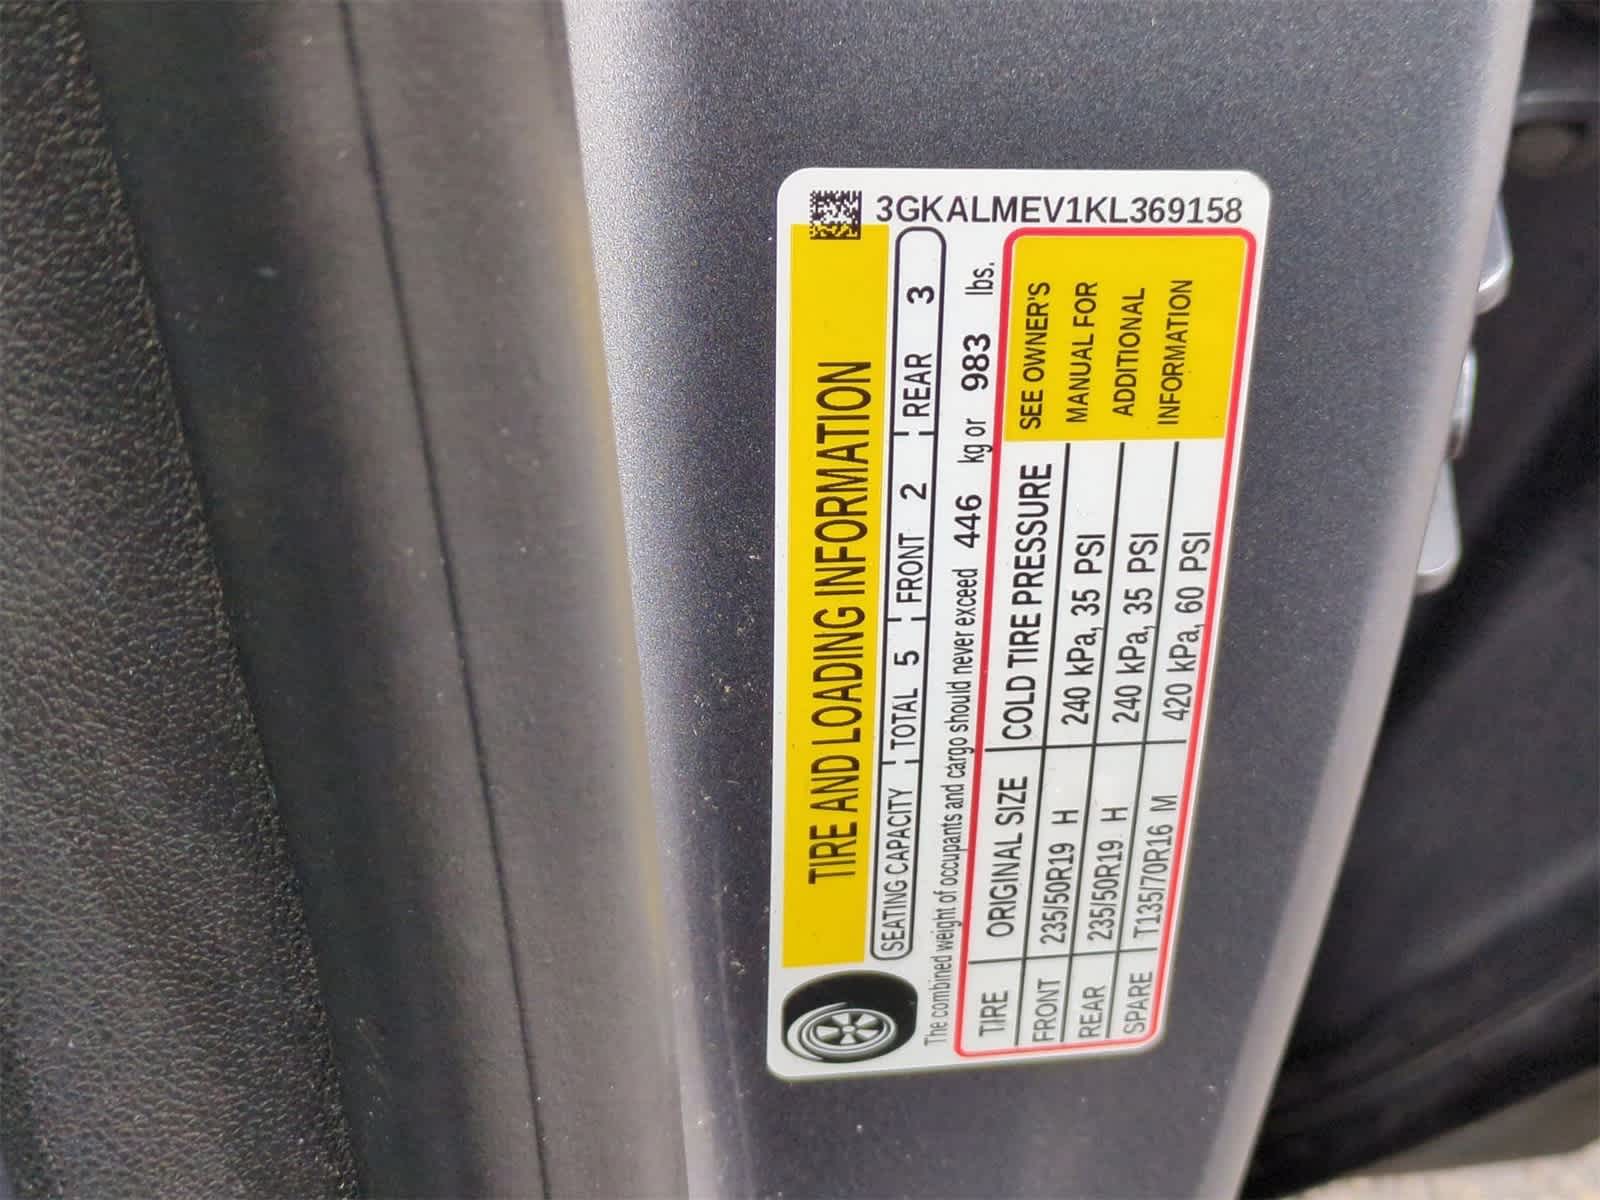 3GKALMEV1KL369158
TIRE AND LOADING INFORMATION
SEATING CAPACITY TOTAL 5 FRONT 2 REAR 3
The combined weight of occupants and cargo should never exceed 446 kg or 983 lbs.
TIRE ORIGINAL SIZE COLD TIRE PRESSURE
FRONT 235/50R19 H 240 kPa, 35 PSI
REAR 235/50R19 H 240 kPa, 35 PSI
SPARE T135/70R16 M 420 kPa, 60 PSI
SEE OWNER'S
MANUAL FOR
ADDITIONAL
INFORMATION